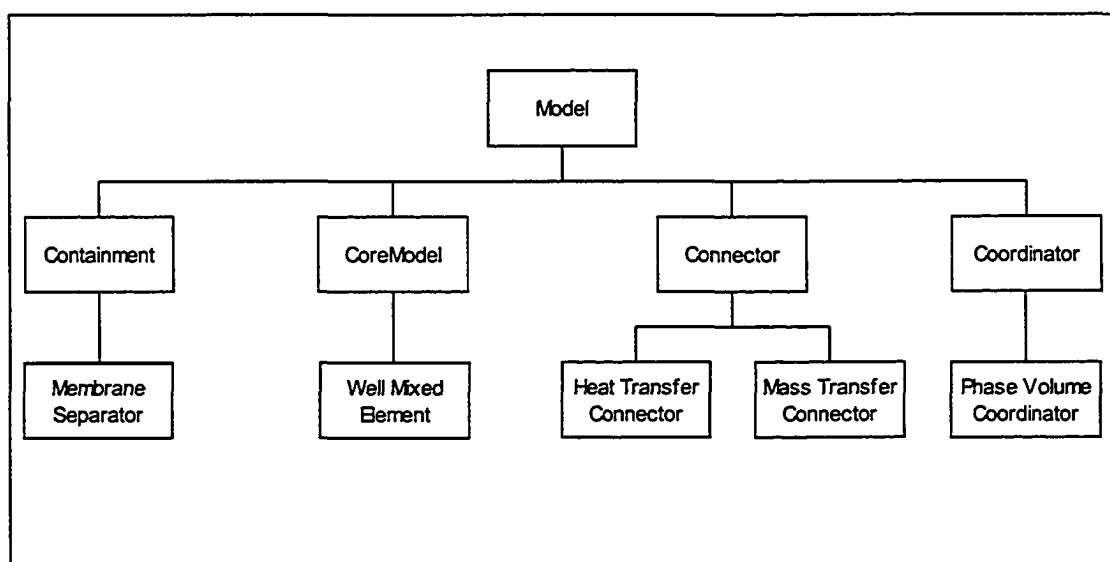 Model
Containment
CoreModel
Connector
Coordinator
Membrane
Separator
Well Mixed
Element
Heat Transfer
Connector
Mass Transfer
Connector
Phase Volume
Coordinator